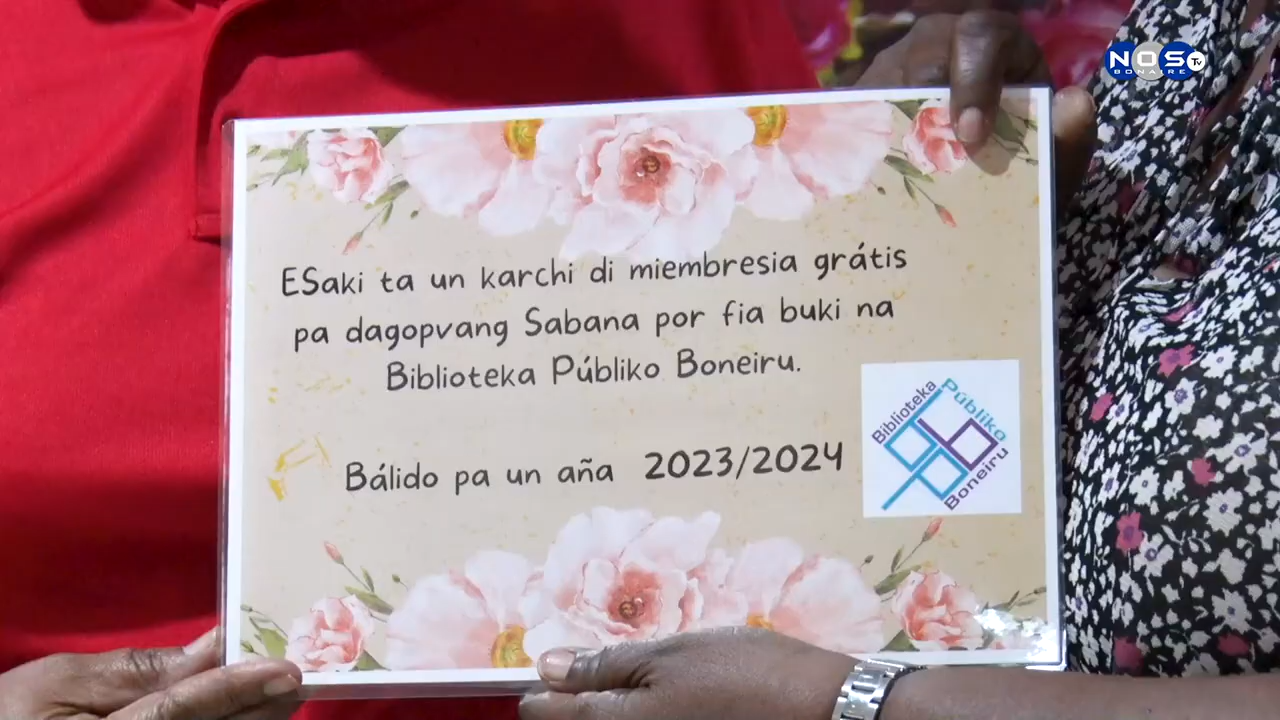 NOS TV
BONAIRE
ESaki ta un karchi di miembresia grátis
pa dagopvang Sabana por fia buki na
Biblioteka Públiko Boneiru.
Bálido pa un aña 2023/2024
Biblioteka
Públiko
Boneiru